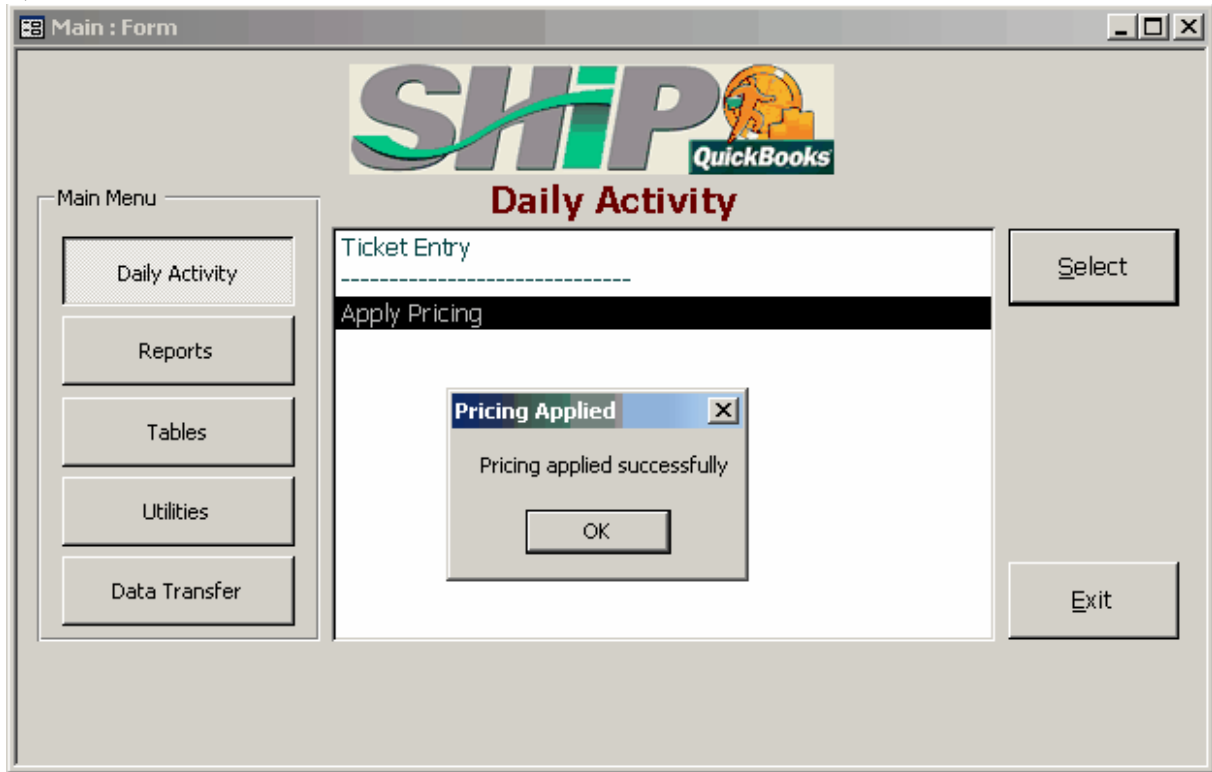 Main : Form
SHiP
QuickBooks
Main Menu
Daily Activity
Daily Activity
Reports
Tables
Utilities
Data Transfer
Ticket Entry
------------------------------
Apply Pricing
Pricing Applied
Pricing applied successfully
OK
Select
Exit